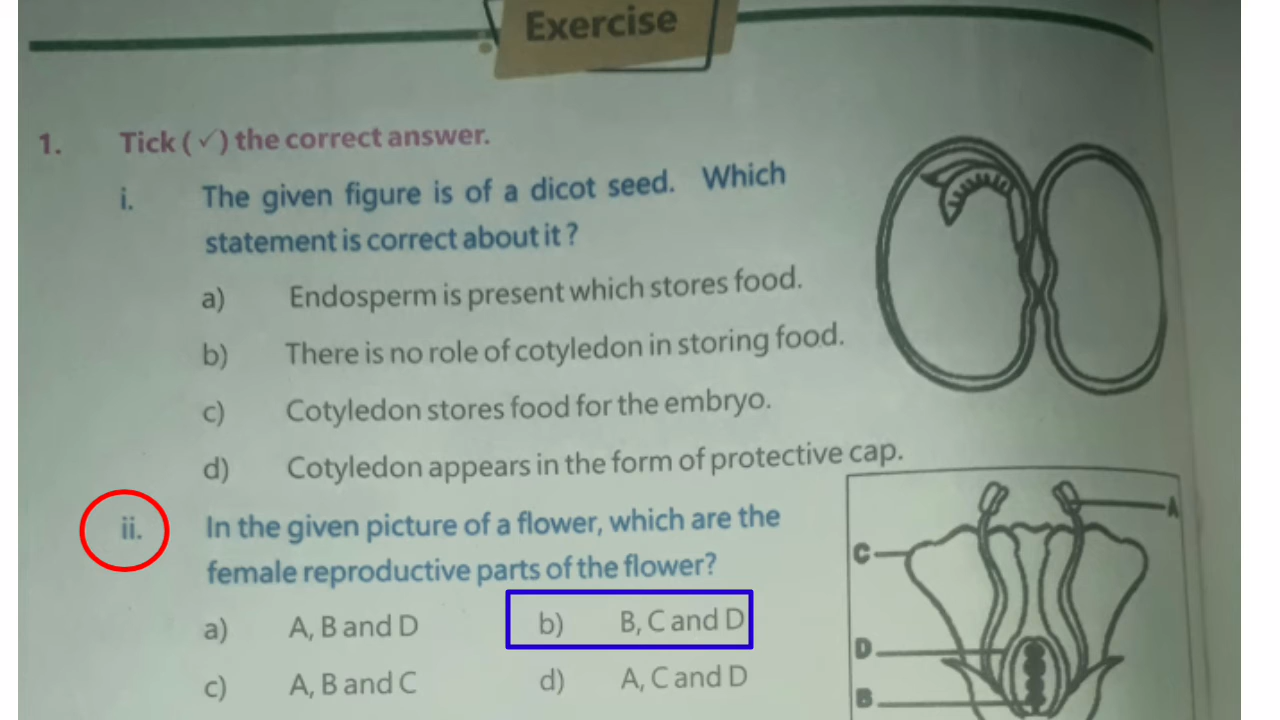 Exercise
1. Tick (✓) the correct answer.
i. The given figure is of a dicot seed. Which
statement is correct about it?
a) Endosperm is present which stores food.
b) There is no role of cotyledon in storing food.
c) Cotyledon stores food for the embryo.
d) Cotyledon appears in the form of protective cap.
ii. In the given picture of a flower, which are the
female reproductive parts of the flower?
a) A, B and D b) B, C and D
c) A, B and C d) A, C and D
A
C
D
B